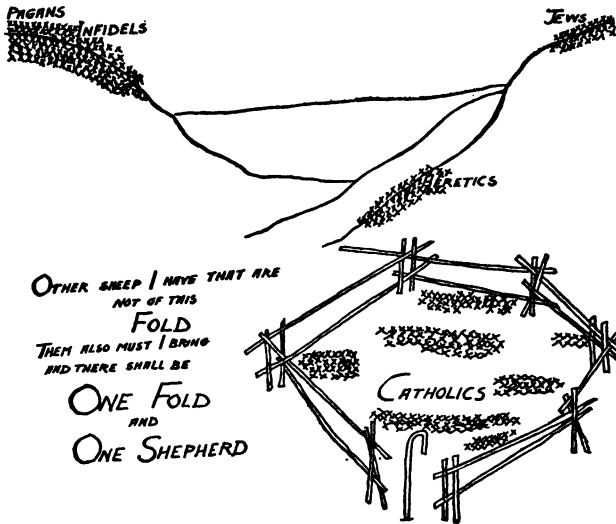 PAGANS
INFIDELS
JEWS
HERETICS
OTHER SHEEP I HAVE THAT ARE
NOT OF THIS
FOLD
THEM ALSO MUST I BRING
AND THERE SHALL BE
ONE FOLD
AND
ONE SHEPHERD
CATHOLICS